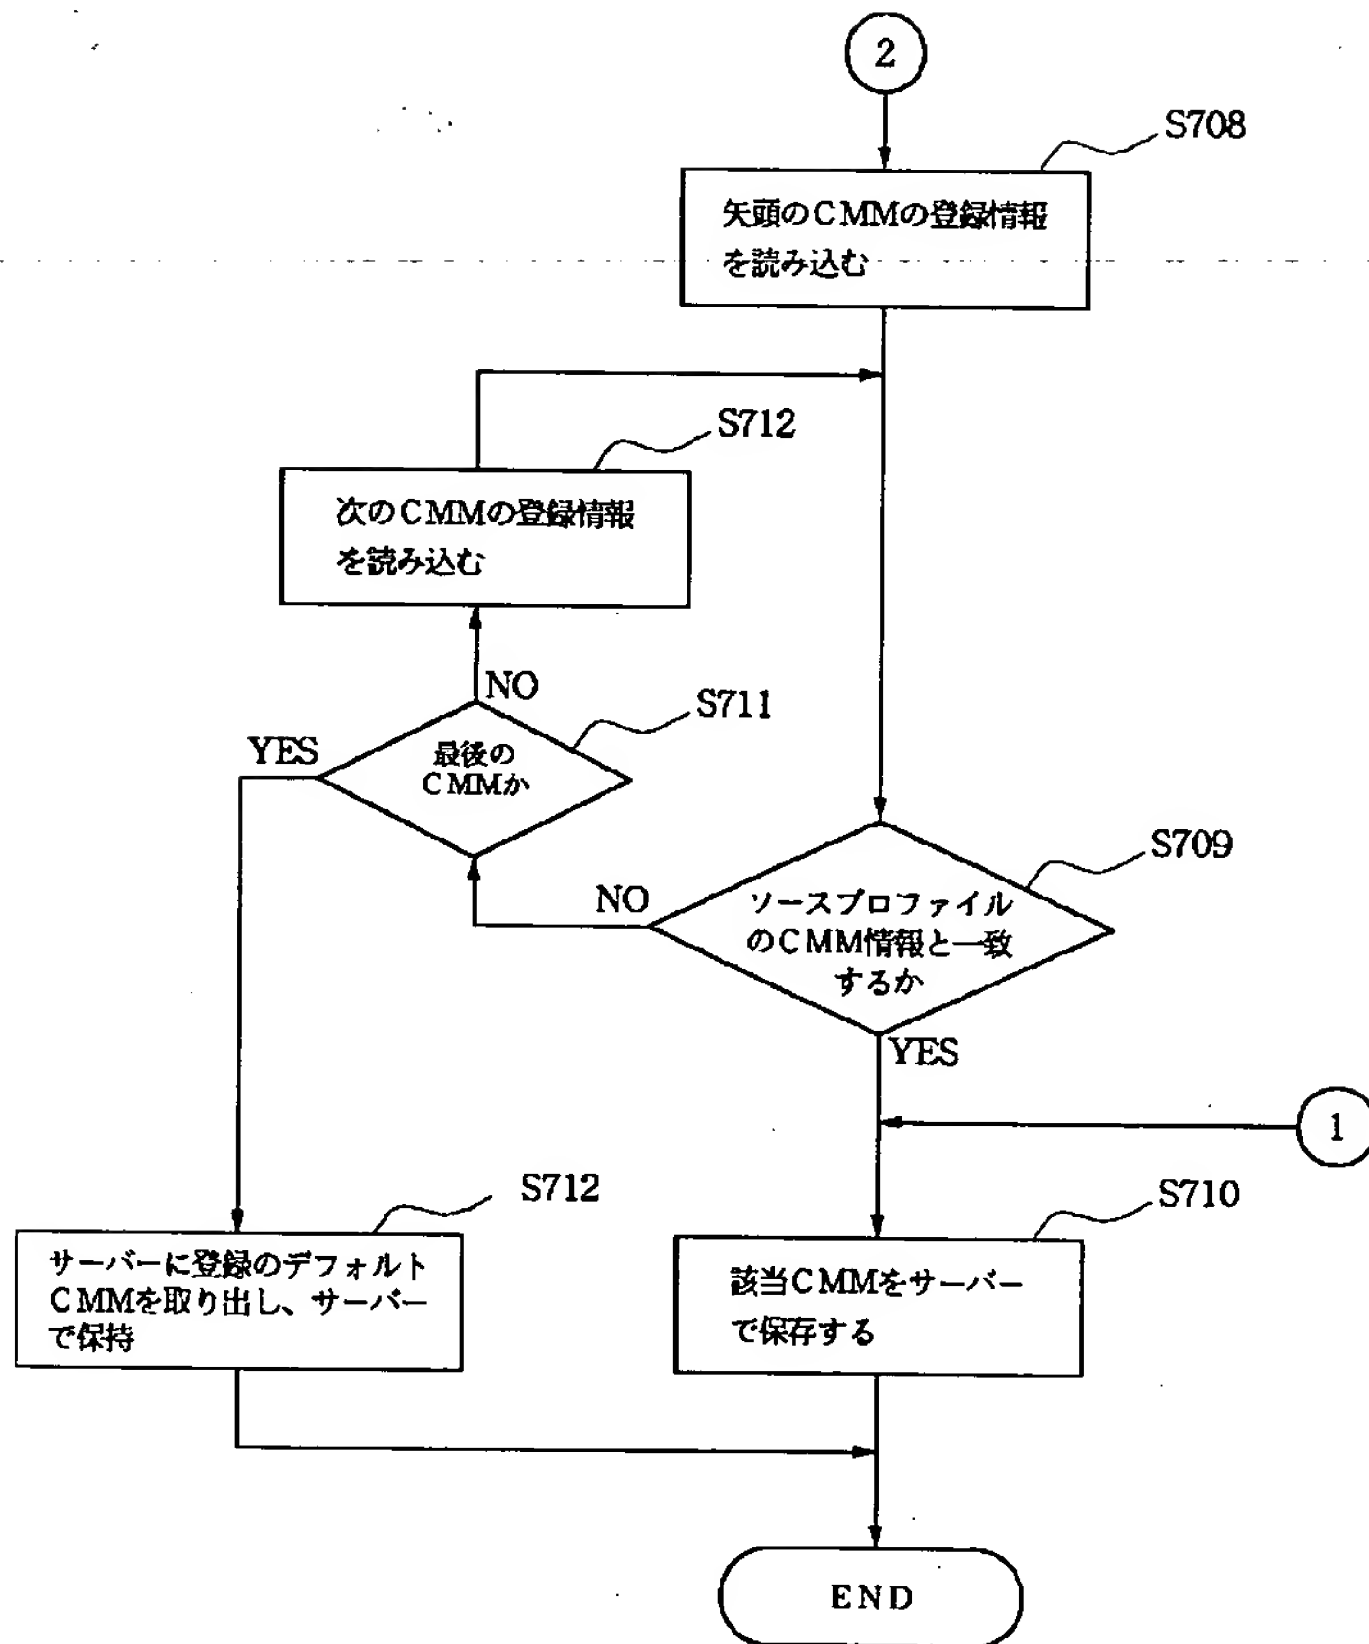 2
S708
矢頭のCMMの登録情報
を読み込む
S712
次のCMMの登録情報
を読み込む
NO
S711
YES
最後の
CMMか
S709
NO
ソースプロファイル
のCMM情報と一致
するか
YES
1
S712
S710
サーバーに登録のデフォルト
CMMを取り出し、サーバー
で保持
該当CMMをサーバー
で保存する
END